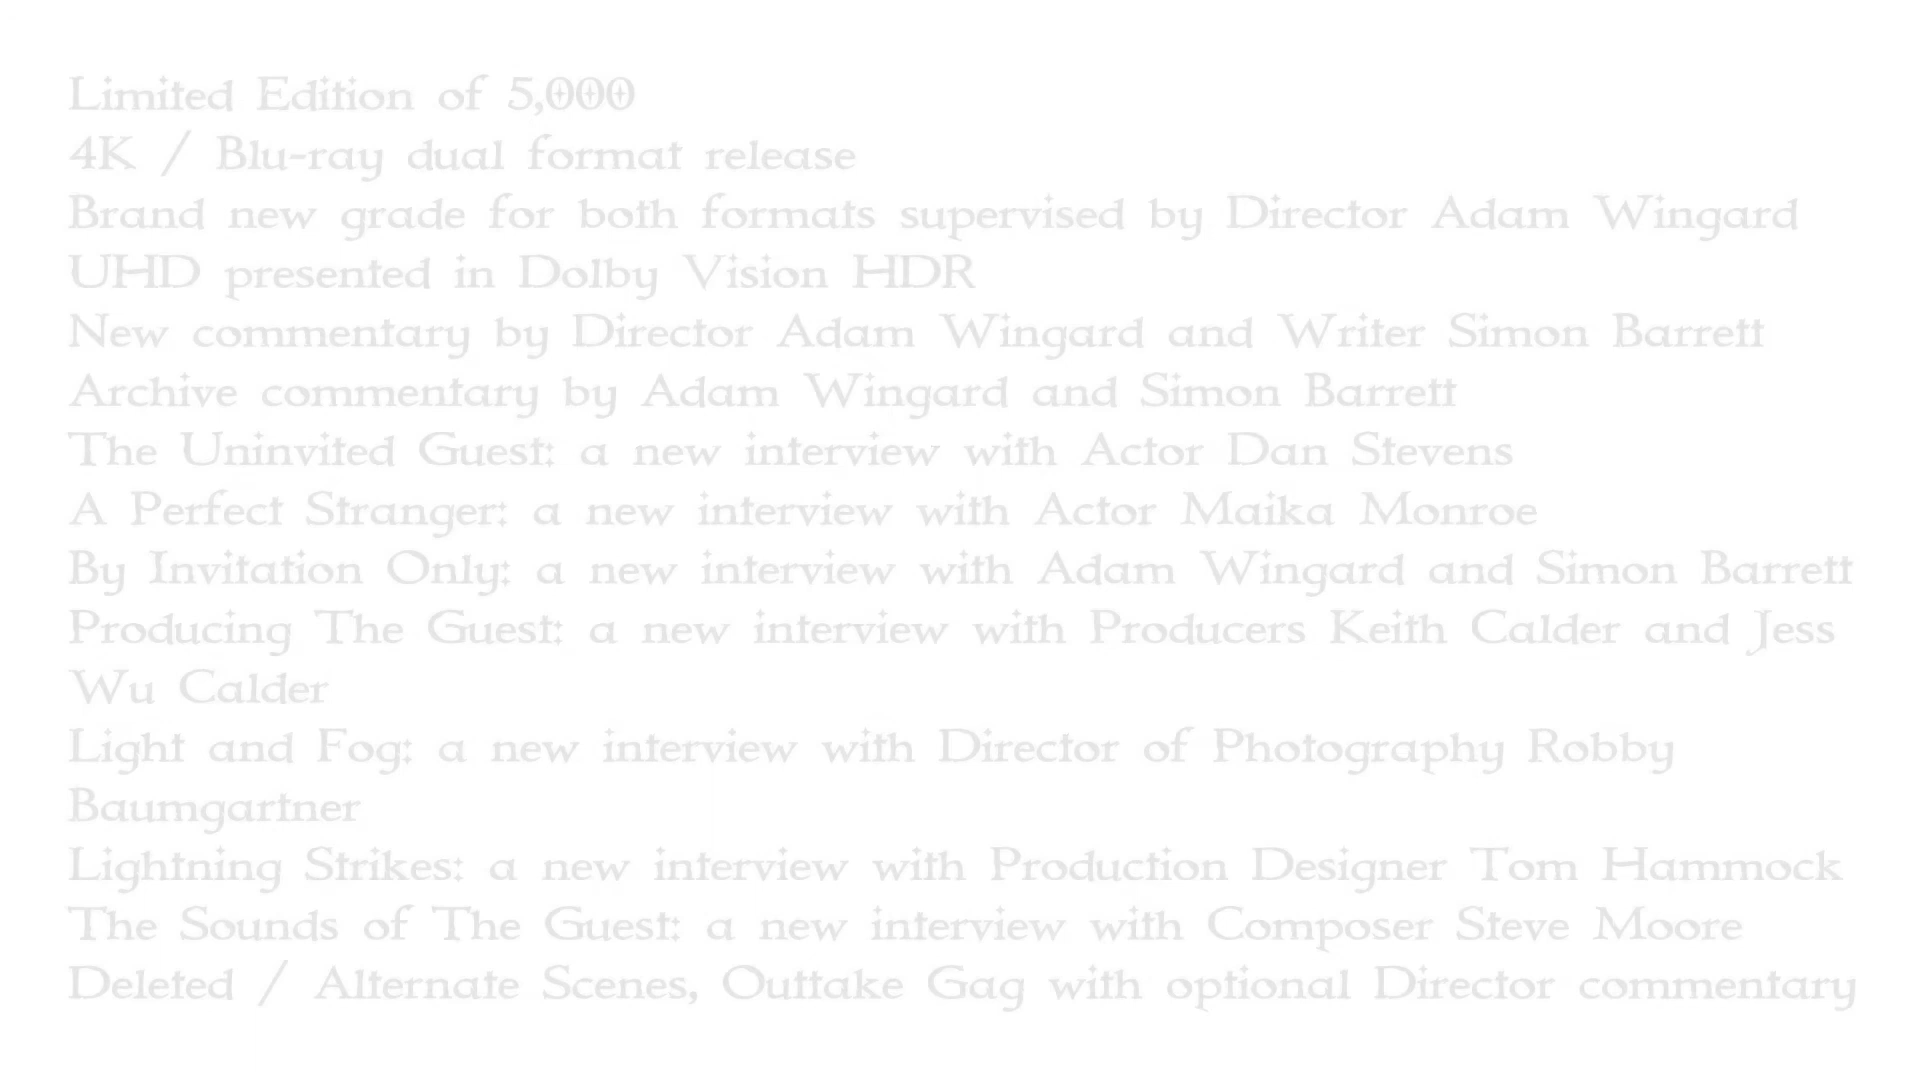 Limited Edition of 5,000
4K / Blu-ray dual format release
Brand new grade for both formats supervised by Director Adam Wingard
UHD presented in Dolby Vision HDR
New commentary by Director Adam Wingard and Writer Simon Barrett
Archive commentary by Adam Wingard and Simon Barrett
The Uninvited Guest: a new interview with Actor Dan Stevens
A Perfect Stranger: a new interview with Actor Maika Monroe
By Invitation Only: a new interview with Adam Wingard and Simon Barrett
Producing The Guest: a new interview with Producers Keith Calder and Jess
Wu Calder
Light and Fog: a new interview with Director of Photography Robby
Baumgartner
Lightning Strikes: a new interview with Production Designer Tom Hammock
The Sounds of The Guest: a new interview with Composer Steve Moore
Deleted / Alternate Scenes, Outtake Gag with optional Director commentary